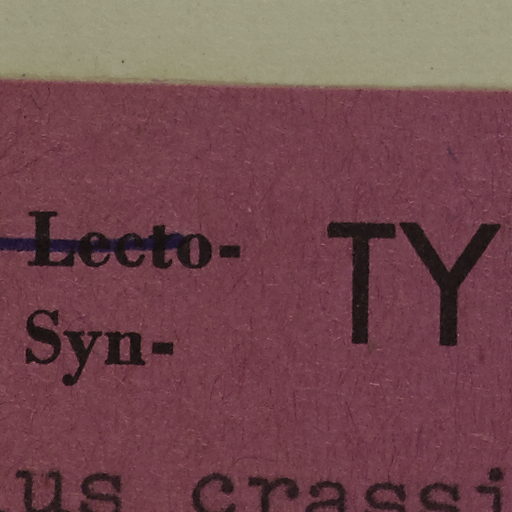 Lecto- TY
Syn-
us crassi